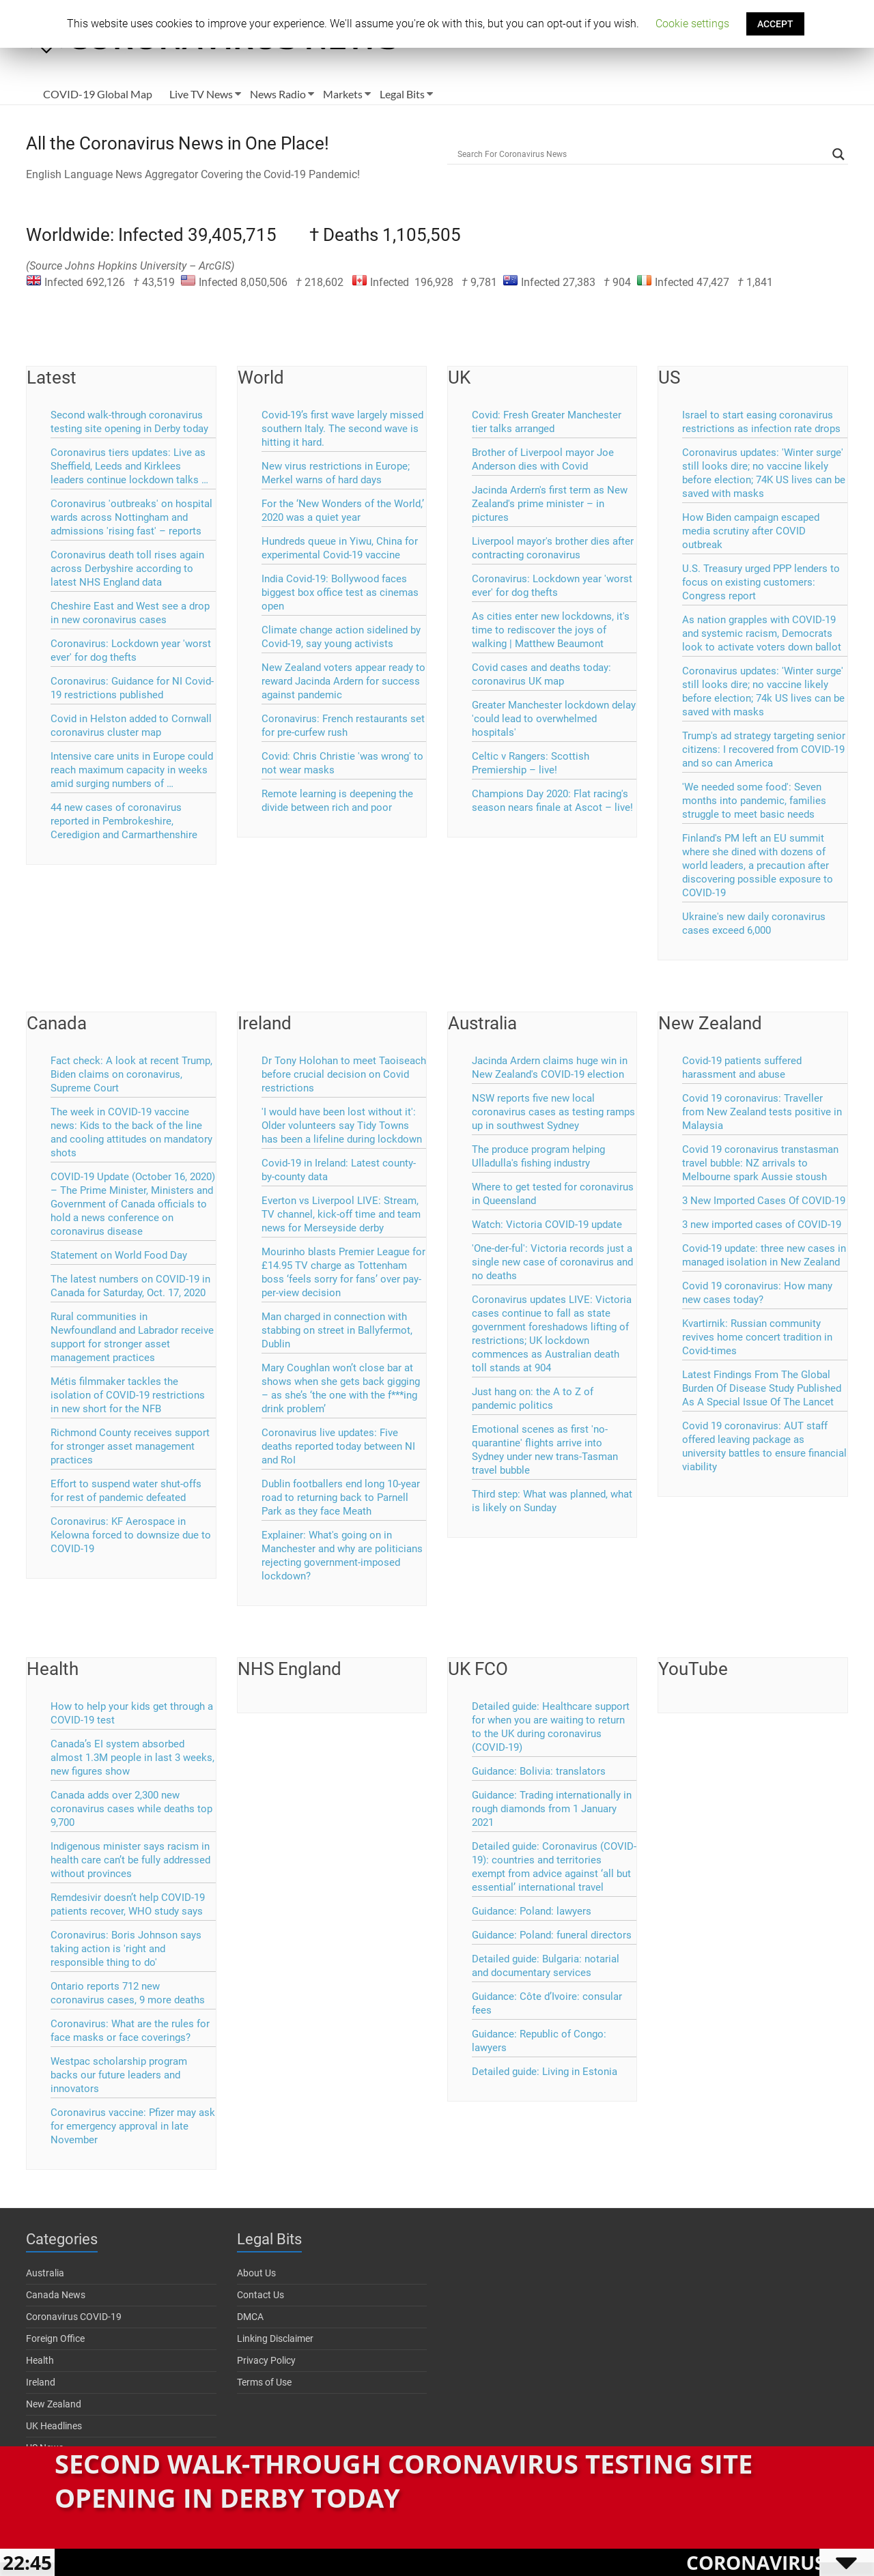 This website uses cookies to improve your experience. We'll assume you're ok with this, but you can opt-out if you wish. Cookie settings ACCEPT
CORONAVIRUS NEWS
COVID-19 Global Map Live TV News News Radio Markets Legal Bits
All the Coronavirus News in One Place!
Search For Coronavirus News
English Language News Aggregator Covering the Covid-19 Pandemic!
Worldwide: Infected 39,405,715 † Deaths 1,105,505
(Source Johns Hopkins University – ArcGIS)
Infected 692,126 † 43,519 Infected 8,050,506 † 218,602 Infected 196,928 † 9,781 Infected 27,383 † 904 Infected 47,427 † 1,841
Latest
Second walk-through coronavirus
testing site opening in Derby today
Coronavirus tiers updates: Live as
Sheffield, Leeds and Kirklees
leaders continue lockdown talks ...
Coronavirus 'outbreaks' on hospital
wards across Nottingham and
admissions 'rising fast' – reports
Coronavirus death toll rises again
across Derbyshire according to
latest NHS England data
Cheshire East and West see a drop
in new coronavirus cases
Coronavirus: Lockdown year 'worst
ever' for dog thefts
Coronavirus: Guidance for NI Covid-
19 restrictions published
Covid in Helston added to Cornwall
coronavirus cluster map
Intensive care units in Europe could
reach maximum capacity in weeks
amid surging numbers of ...
44 new cases of coronavirus
reported in Pembrokeshire,
Ceredigion and Carmarthenshire
World
Covid-19's first wave largely missed
southern Italy. The second wave is
hitting it hard.
New virus restrictions in Europe;
Merkel warns of hard days
For the ‘New Wonders of the World,’
2020 was a quiet year
Hundreds queue in Yiwu, China for
experimental Covid-19 vaccine
India Covid-19: Bollywood faces
biggest box office test as cinemas
open
Climate change action sidelined by
Covid-19, say young activists
New Zealand voters appear ready to
reward Jacinda Ardern for success
against pandemic
Coronavirus: French restaurants set
for pre-curfew rush
Covid: Chris Christie 'was wrong' to
not wear masks
Remote learning is deepening the
divide between rich and poor
UK
Covid: Fresh Greater Manchester
tier talks arranged
Brother of Liverpool mayor Joe
Anderson dies with Covid
Jacinda Ardern's first term as New
Zealand's prime minister – in
pictures
Liverpool mayor's brother dies after
contracting coronavirus
Coronavirus: Lockdown year 'worst
ever' for dog thefts
As cities enter new lockdowns, it's
time to rediscover the joys of
walking | Matthew Beaumont
Covid cases and deaths today:
coronavirus UK map
Greater Manchester lockdown delay
'could lead to overwhelmed
hospitals'
Celtic v Rangers: Scottish
Premiership – live!
Champions Day 2020: Flat racing's
season nears finale at Ascot – live!
US
Israel to start easing coronavirus
restrictions as infection rate drops
Coronavirus updates: 'Winter surge'
still looks dire; no vaccine likely
before election; 74K US lives can be
saved with masks
How Biden campaign escaped
media scrutiny after COVID
outbreak
U.S. Treasury urged PPP lenders to
focus on existing customers:
Congress report
As nation grapples with COVID-19
and systemic racism, Democrats
look to activate voters down ballot
Coronavirus updates: 'Winter surge'
still looks dire; no vaccine likely
before election; 74k US lives can be
saved with masks
Trump's ad strategy targeting senior
citizens: I recovered from COVID-19
and so can America
'We needed some food': Seven
months into pandemic, families
struggle to meet basic needs
Finland's PM left an EU summit
where she dined with dozens of
world leaders, a precaution after
discovering possible exposure to
COVID-19
Ukraine's new daily coronavirus
cases exceed 6,000
Canada
Fact check: A look at recent Trump,
Biden claims on coronavirus,
Supreme Court
The week in COVID-19 vaccine
news: Kids to the back of the line
and cooling attitudes on mandatory
shots
COVID-19 Update (October 16, 2020)
– The Prime Minister, Ministers and
Government of Canada officials to
hold a news conference on
coronavirus disease
Statement on World Food Day
The latest numbers on COVID-19 in
Canada for Saturday, Oct. 17, 2020
Rural communities in
Newfoundland and Labrador receive
support for stronger asset
management practices
Métis filmmaker tackles the
isolation of COVID-19 restrictions
in new short for the NFB
Richmond County receives support
for stronger asset management
practices
Effort to suspend water shut-offs
for rest of pandemic defeated
Coronavirus: KF Aerospace in
Kelowna forced to downsize due to
COVID-19
Ireland
Dr Tony Holohan to meet Taoiseach
before crucial decision on Covid
restrictions
'I would have been lost without it':
Older volunteers say Tidy Towns
has been a lifeline during lockdown
Covid-19 in Ireland: Latest county-
by-county data
Everton vs Liverpool LIVE: Stream,
TV channel, kick-off time and team
news for Merseyside derby
Mourinho blasts Premier League for
£14.95 TV charge as Tottenham
boss ‘feels sorry for fans’ over pay-
per-view decision
Man charged in connection with
stabbing on street in Ballyfermot,
Dublin
Mary Coughlan won’t close bar at
shows when she gets back gigging
– as she’s ‘the one with the f***ing
drink problem’
Coronavirus live updates: Five
deaths reported today between NI
and RoI
Dublin footballers end long 10-year
road to returning back to Parnell
Park as they face Meath
Explainer: What's going on in
Manchester and why are politicians
rejecting government-imposed
lockdown?
Australia
Jacinda Ardern claims huge win in
New Zealand's COVID-19 election
NSW reports five new local
coronavirus cases as testing ramps
up in southwest Sydney
The produce program helping
Ulladulla's fishing industry
Where to get tested for coronavirus
in Queensland
Watch: Victoria COVID-19 update
'One-der-ful': Victoria records just a
single new case of coronavirus and
no deaths
Coronavirus updates LIVE: Victoria
cases continue to fall as state
government foreshadows lifting of
restrictions; UK lockdown
commences as Australian death
toll stands at 904
Just hang on: the A to Z of
pandemic politics
Emotional scenes as first 'no-
quarantine' flights arrive into
Sydney under new trans-Tasman
travel bubble
Third step: What was planned, what
is likely on Sunday
New Zealand
Covid-19 patients suffered
harassment and abuse
Covid 19 coronavirus: Traveller
from New Zealand tests positive in
Malaysia
Covid 19 coronavirus transtasman
travel bubble: NZ arrivals to
Melbourne spark Aussie stoush
3 New Imported Cases Of COVID-19
3 new imported cases of COVID-19
Covid-19 update: three new cases in
managed isolation in New Zealand
Covid 19 coronavirus: How many
new cases today?
Kvartirnik: Russian community
revives home concert tradition in
Covid-times
Latest Findings From The Global
Burden Of Disease Study Published
As A Special Issue Of The Lancet
Covid 19 coronavirus: AUT staff
offered leaving package as
university battles to ensure financial
viability
Health
How to help your kids get through a
COVID-19 test
Canada’s EI system absorbed
almost 1.3M people in last 3 weeks,
new figures show
Canada adds over 2,300 new
coronavirus cases while deaths top
9,700
Indigenous minister says racism in
health care can’t be fully addressed
without provinces
Remdesivir doesn’t help COVID-19
patients recover, WHO study says
Coronavirus: Boris Johnson says
taking action is 'right and
responsible thing to do'
Ontario reports 712 new
coronavirus cases, 9 more deaths
Coronavirus: What are the rules for
face masks or face coverings?
Westpac scholarship program
backs our future leaders and
innovators
Coronavirus vaccine: Pfizer may ask
for emergency approval in late
November
NHS England
UK FCO
Detailed guide: Healthcare support
for when you are waiting to return
to the UK during coronavirus
(COVID-19)
Guidance: Bolivia: translators
Guidance: Trading internationally in
rough diamonds from 1 January
2021
Detailed guide: Coronavirus (COVID-
19): countries and territories
exempt from advice against ‘all but
essential’ international travel
Guidance: Poland: lawyers
Guidance: Poland: funeral directors
Detailed guide: Bulgaria: notarial
and documentary services
Guidance: Côte d’Ivoire: consular
fees
Guidance: Republic of Congo:
lawyers
Detailed guide: Living in Estonia
YouTube
Categories
Australia
Canada News
Coronavirus COVID-19
Foreign Office
Health
Ireland
New Zealand
UK Headlines
US News
Legal Bits
About Us
Contact Us
DMCA
Linking Disclaimer
Privacy Policy
Terms of Use
SECOND WALK-THROUGH CORONAVIRUS TESTING SITE
OPENING IN DERBY TODAY
22:45 CORONAVIRUS